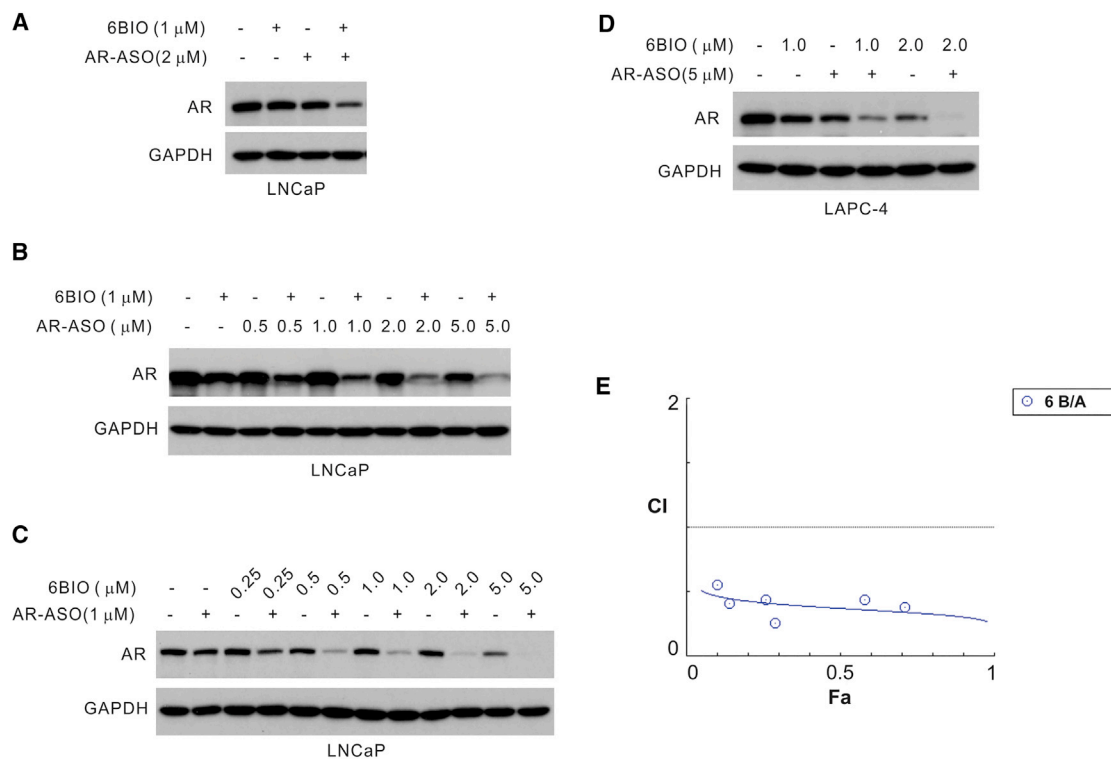 A
6BIO (1 μM) - + - +
AR-ASO(2 μM) - - + +
AR
GAPDH
LNCaP
B
6BIO (1 μM) - + - + - + - + - +
AR-ASO ( μM) - - 0.5 0.5 1.0 1.0 2.0 2.0 5.0 5.0
AR
GAPDH
LNCaP
C
6BIO ( μM) - - 0.25 0.25 0.5 0.5 1.0 1.0 2.0 2.0 5.0 5.0
AR-ASO(1 μM) - + - + - + - + - + - +
AR
GAPDH
LNCaP
D
6BIO ( μM) - 1.0 - 1.0 2.0 2.0
AR-ASO(5 μM) - - + + - +
AR
GAPDH
LAPC-4
E
6 B/A
2
CI
0
0 0.5 1
Fa